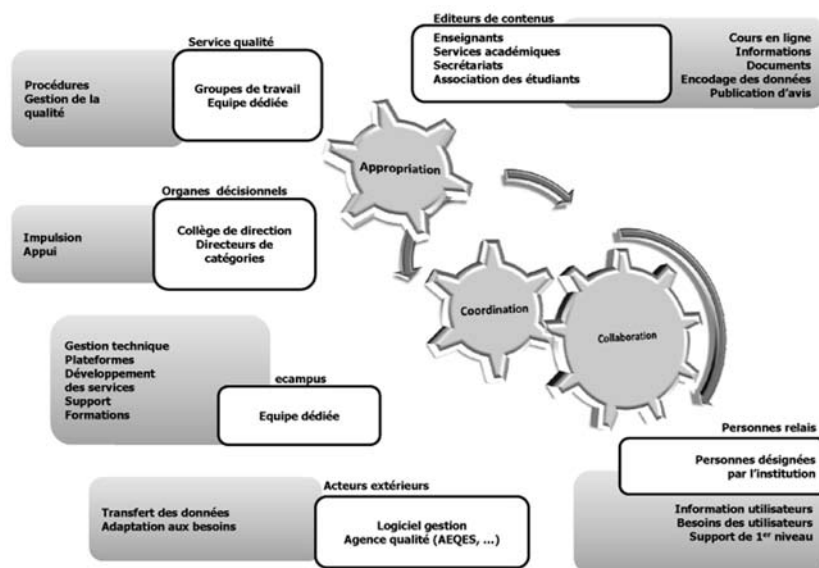 Service qualité
Procédures
Gestion de la
qualité
Groupes de travail
Equipe dédiée
Editeurs de contenus
Enseignants
Services académiques
Secrétariats
Association des étudiants
Cours en ligne
Informations
Documents
Encodage des données
Publication d'avis
Appropriation
Organes décisionnels
Impulsion
Appui
Collège de direction
Directeurs de
catégories
Coordination
Collaboration
Gestion technique
Plateformes
Développement
des services
Support
Formations
ecampus
Equipe dédiée
Personnes relais
Personnes désignées
par l'institution
Information utilisateurs
Besoins des utilisateurs
Support de 1er niveau
Acteurs extérieurs
Transfert des données
Adaptation aux besoins
Logiciel gestion
Agence qualité (AEQES, ...)